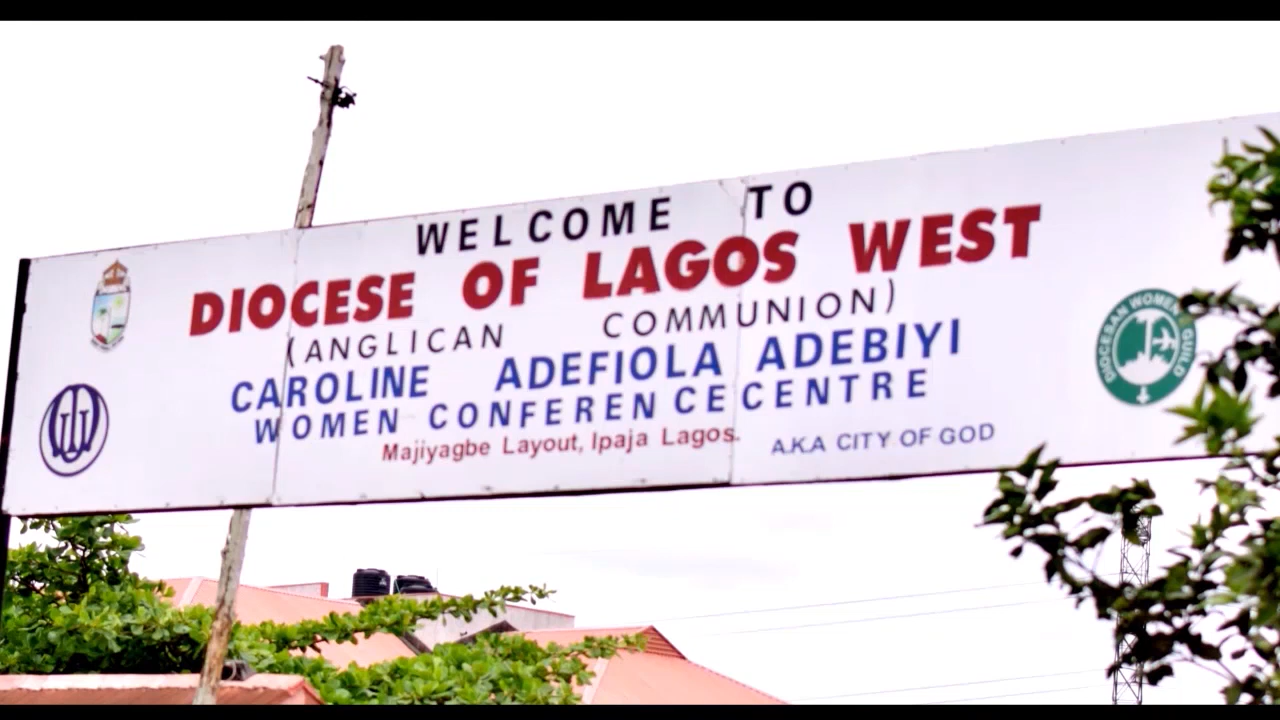 WELCOME TO
DIOCESE OF LAGOS WEST
(ANGLICAN COMMUNION)
CAROLINE ADEFIOLA ADEBIYI
WOMEN CONFERENCE CENTRE
Majiyagbe Layout, Ipaja Lagos.
A.K.A CITY OF GOD
DIOCESAN WOMEN GUILD